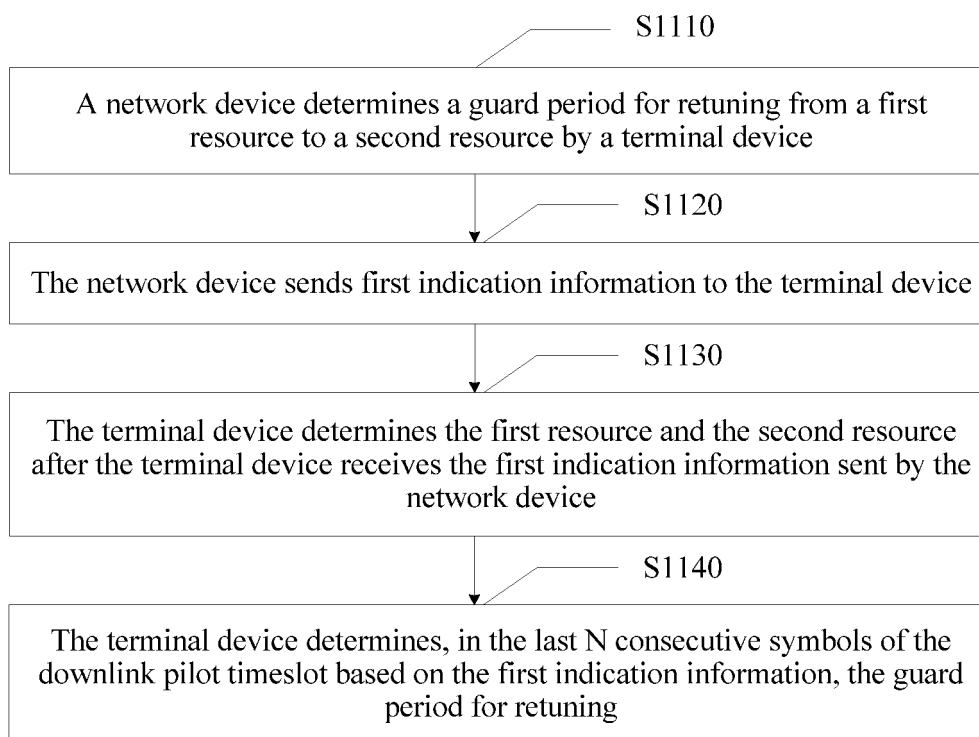 S1110
A network device determines a guard period for retuning from a first
resource to a second resource by a terminal device
S1120
The network device sends first indication information to the terminal device
S1130
The terminal device determines the first resource and the second resource
after the terminal device receives the first indication information sent by the
network device
S1140
The terminal device determines, in the last N consecutive symbols of the
downlink pilot timeslot based on the first indication information, the guard
period for retuning